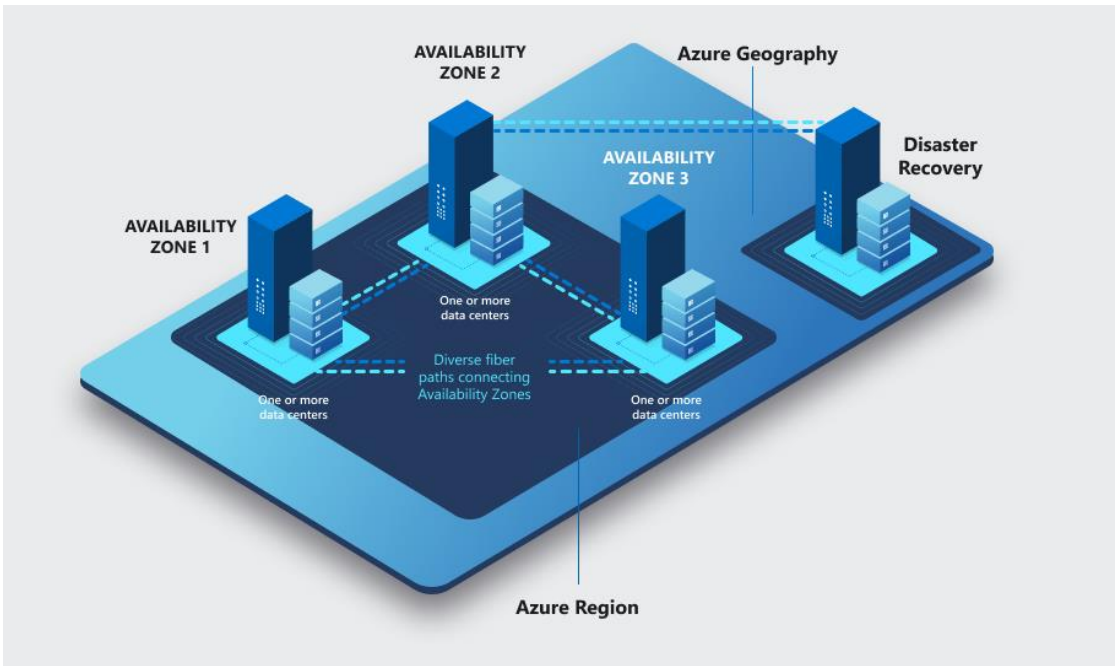 AVAILABILITY
ZONE 2
Azure Geography
AVAILABILITY
ZONE 3
Disaster
Recovery
AVAILABILITY
ZONE 1
One or more
data centers
Diverse fiber
paths connecting
Availability Zones
One or more
data centers
One or more
data centers
Azure Region